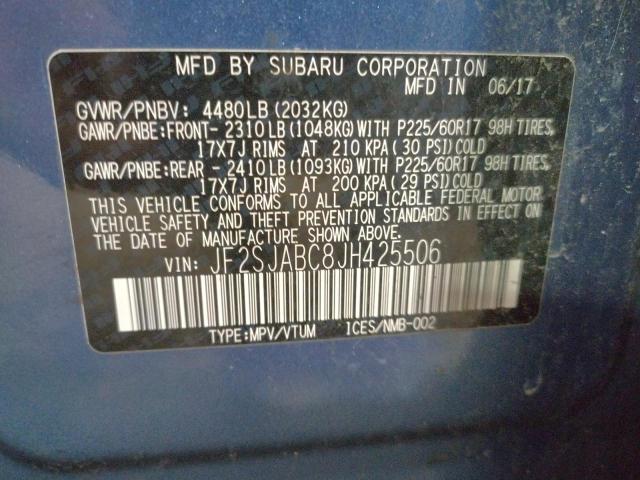 MFD BY SUBARU CORPORATION
MFD IN 06/17
GVWR/PNBV: 4480LB (2032KG)
GAWR/PNBE:FRONT- 2310LB(1048KG)WITH P225/60R17 98H TIRES,
17X7J RIMS AT 210 KPA( 30 PSI)COLD
GAWR/PNBE:REAR - 2410LB(1093KG)WITH P225/60R17 98H TIRES,
17X7J RIMS AT 200 KPA( 29 PSI)COLD
THIS VEHICLE CONFORMS TO ALL APPLICABLE FEDERAL MOTOR
VEHICLE SAFETY AND THEFT PREVENTION STANDARDS IN EFFECT ON
THE DATE OF MANUFACTURE SHOWN ABOVE.
VIN: JF2SJABC8JH425506
TYPE:MPV/VTUM ICES/NMB-002